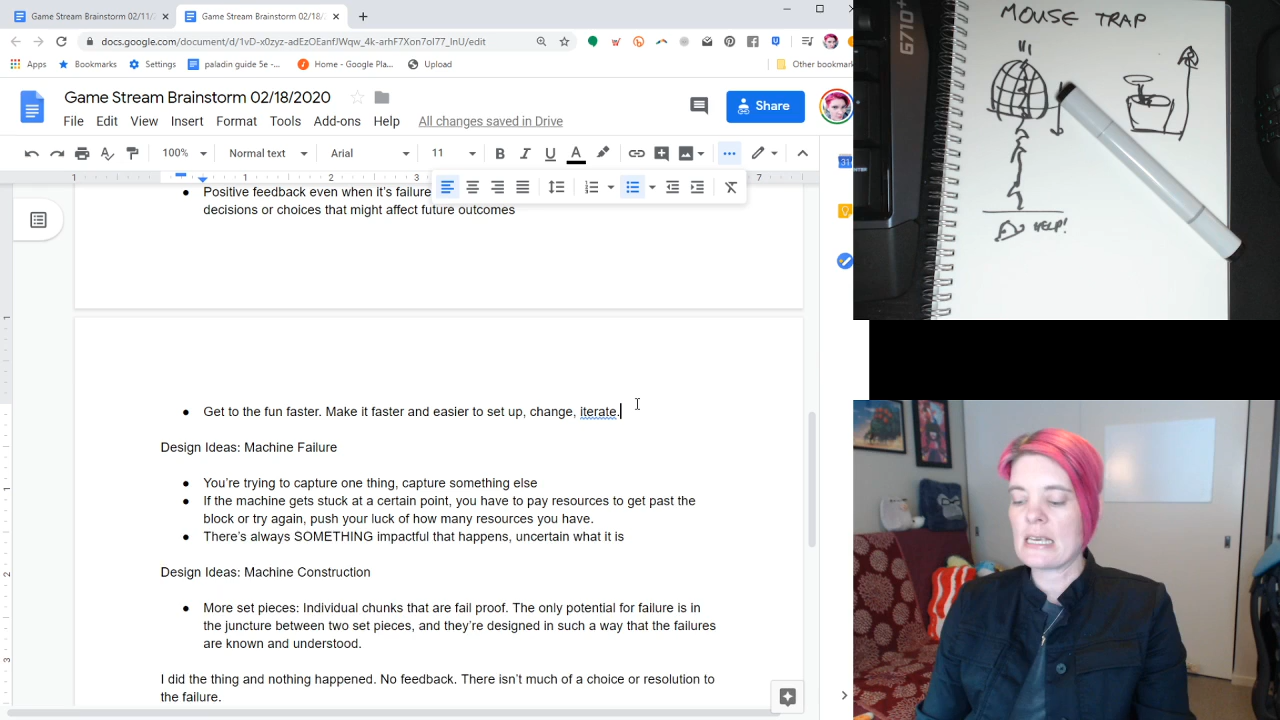 Game Stream Brainstorm 02/11/
Game Stream Brainstorm 02/18/
docs.google.com/document/d/1vD-x0zyz-adEzOEanfJWqw_4k-arhF7Xon7oI77_InU/edit
Apps
Bookmarks
Settings
paladin guide 5e -...
Home - Google Pla...
Upload
Other bookmar
Game Stream Brainstorm 02/18/2020
Share
File Edit View Insert Format Tools Add-ons Help All changes saved in Drive
100% Normal text Arial 11 B I U A
1 2 3 7
Positive feedback even when it's failure
decisions or choices that might affect future outcomes
Get to the fun faster. Make it faster and easier to set up, change, iterate.
Design Ideas: Machine Failure
You're trying to capture one thing, capture something else
If the machine gets stuck at a certain point, you have to pay resources to get past the
block or try again, push your luck of how many resources you have.
There's always SOMETHING impactful that happens, uncertain what it is
Design Ideas: Machine Construction
More set pieces: Individual chunks that are fail proof. The only potential for failure is in
the juncture between two set pieces, and they're designed in such a way that the failures
are known and understood.
I did the thing and nothing happened. No feedback. There isn't much of a choice or resolution to
the failure.
G710+
MOUSE TRAP
HELP!